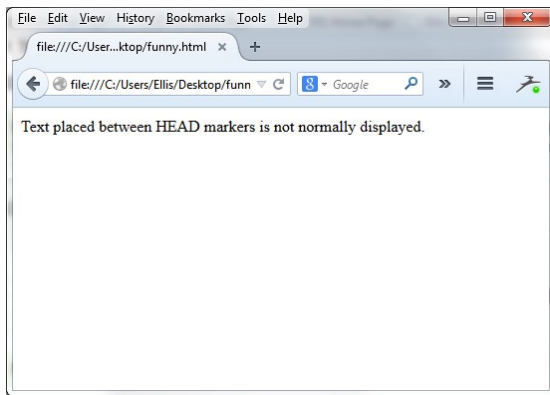 File Edit View History Bookmarks Tools Help
file:///C:/User...ktop/funny.html × +
file:///C:/Users/Ellis/Desktop/funn 8 Google »
Text placed between HEAD markers is not normally displayed.